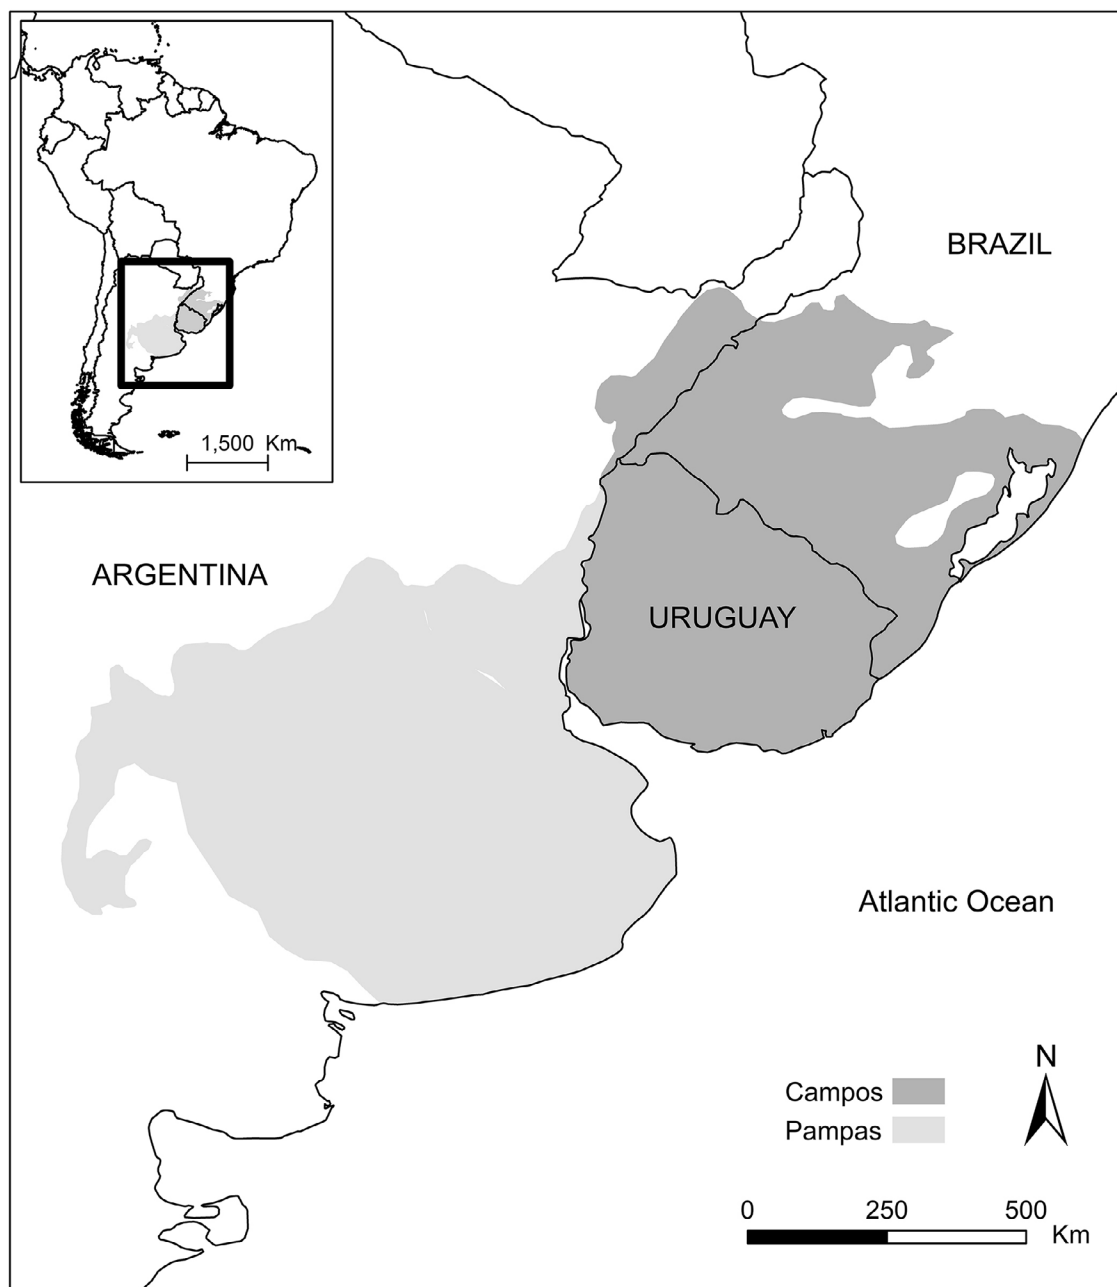 BRAZIL
1,500 Km
ARGENTINA
URUGUAY
Atlantic Ocean
N
Campos
Pampas
0 250 500
Km